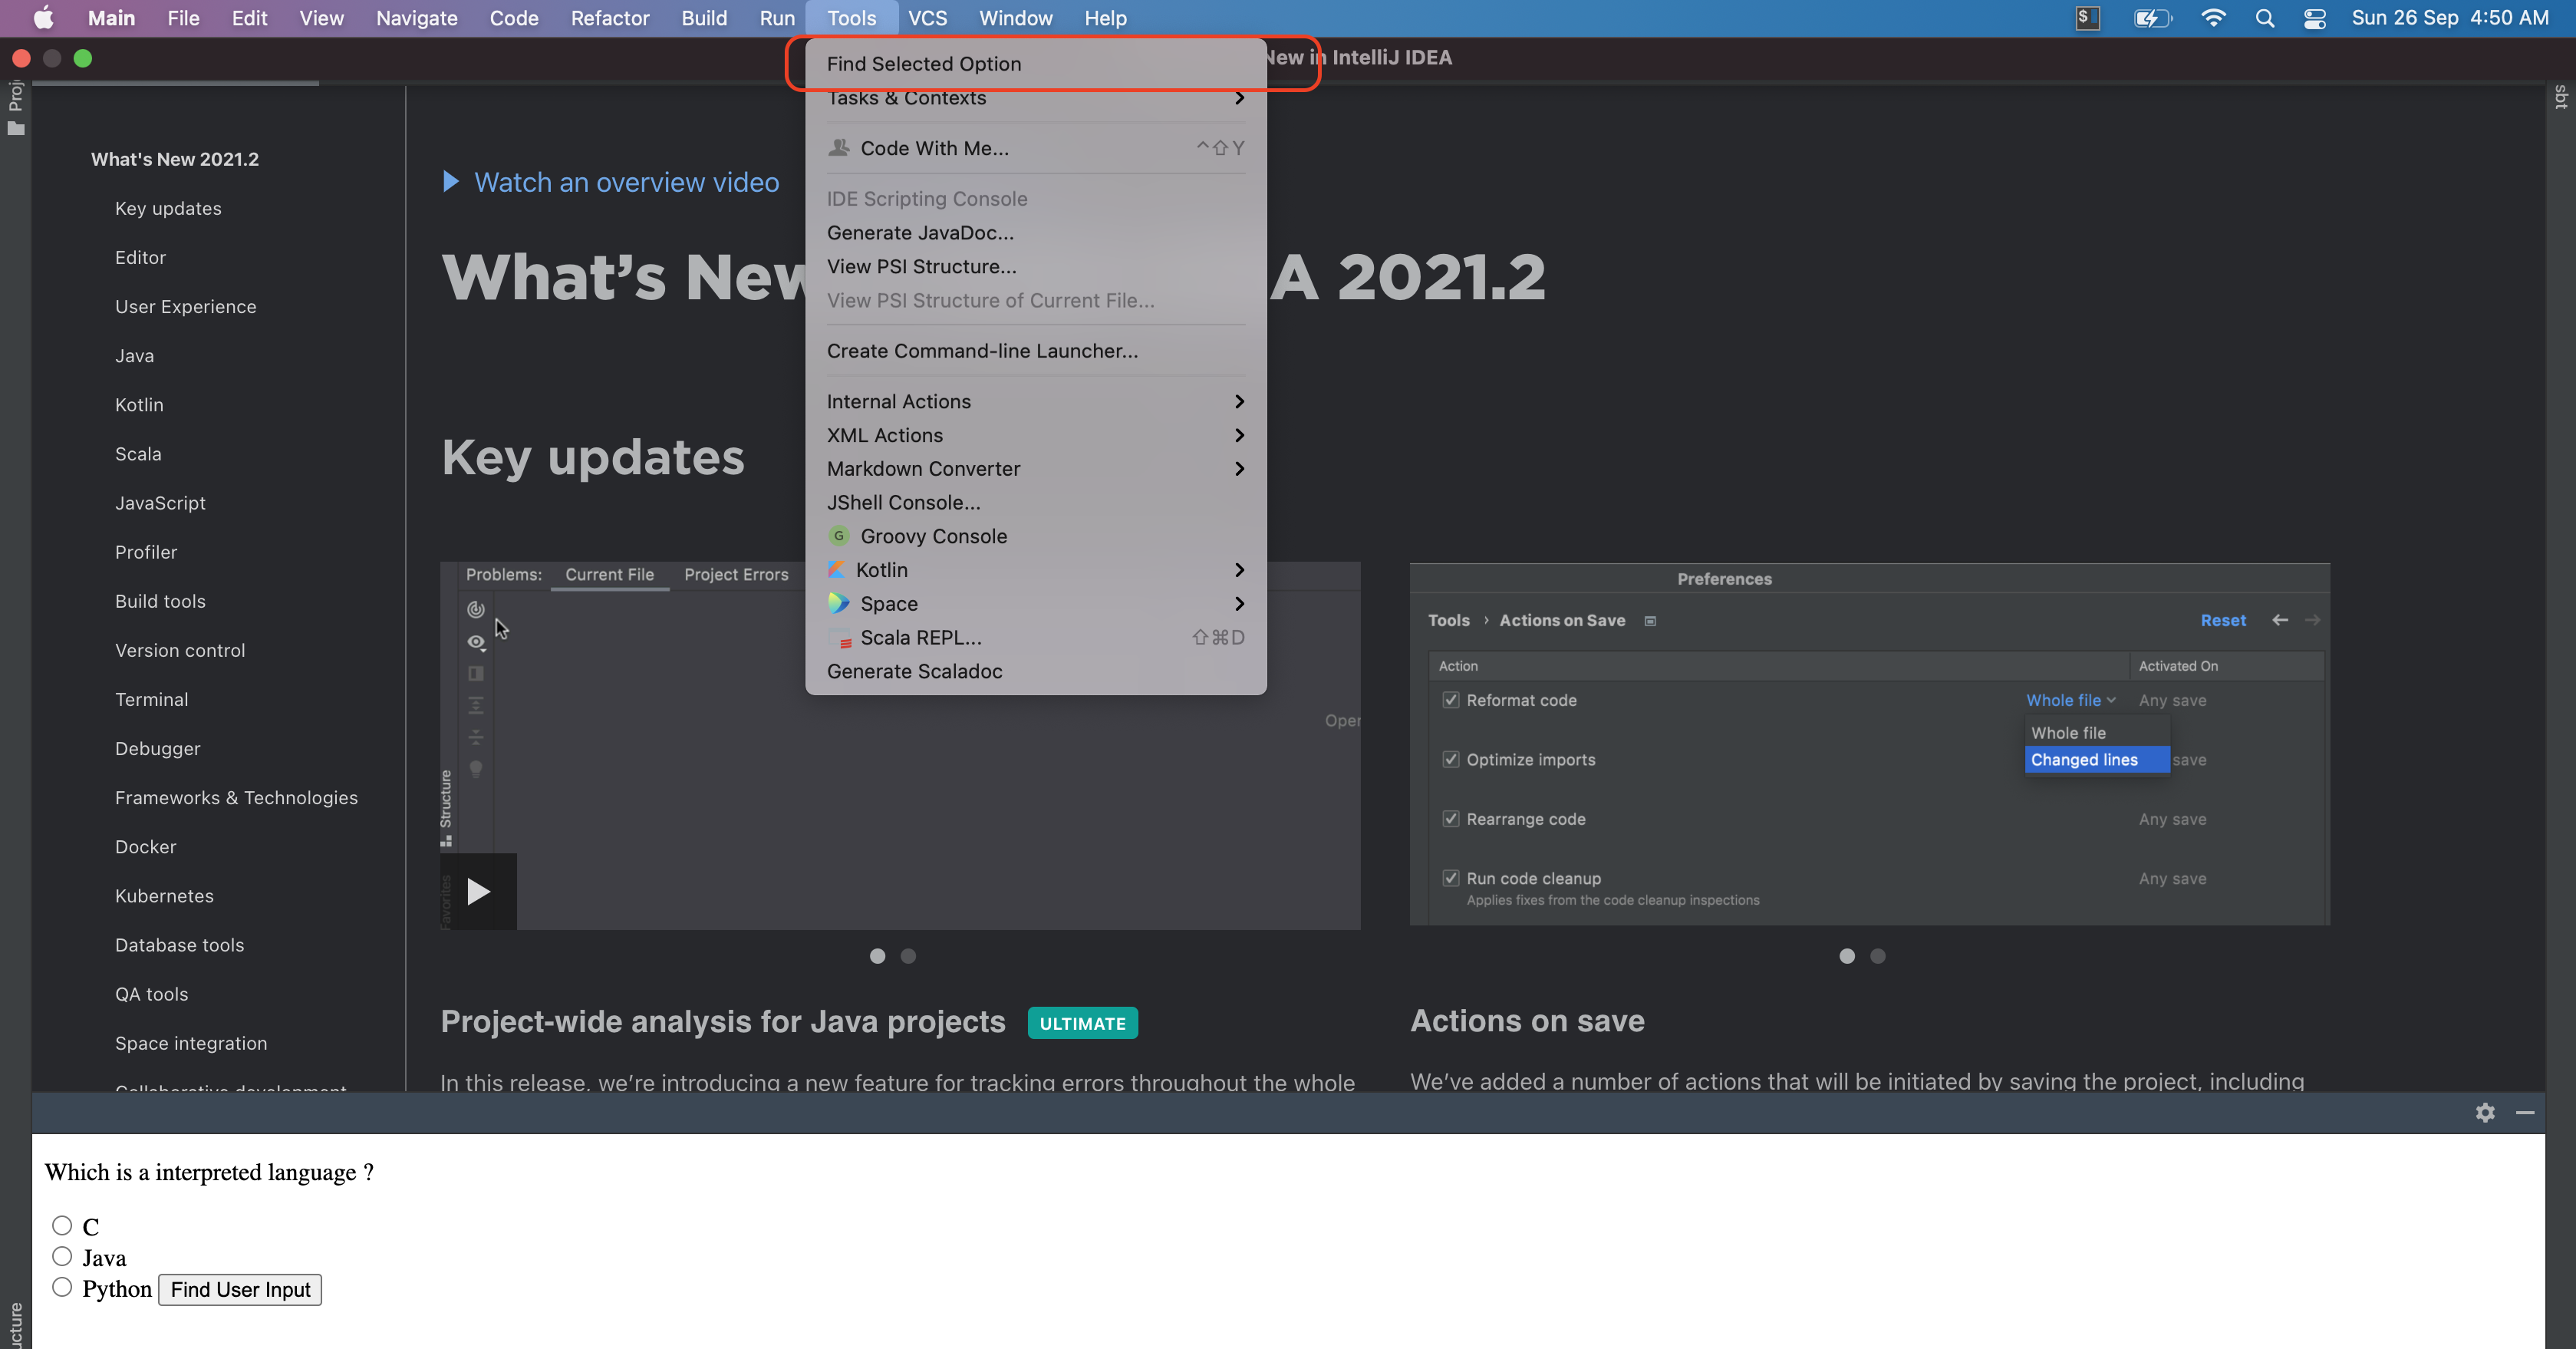 Main File Edit View Navigate Code Refactor Build Run Tools VCS Window Help $ Sun 26 Sep 4:50 AM
New in IntelliJ IDEA
Find Selected Option
Tasks & Contexts
Code With Me... ^⇧Y
IDE Scripting Console
Generate JavaDoc...
View PSI Structure...
View PSI Structure of Current File...
Create Command-line Launcher...
Internal Actions
XML Actions
Markdown Converter
JShell Console...
G Groovy Console
Kotlin
Space
Scala REPL... ⇧⌘D
Generate Scaladoc
Proj
sbt
What's New 2021.2
Key updates
Editor
User Experience
Java
Kotlin
Scala
JavaScript
Profiler
Build tools
Version control
Terminal
Debugger
Frameworks & Technologies
Docker
Kubernetes
Database tools
QA tools
Space integration
Collaborative development
Watch an overview video
What's New A 2021.2
Key updates
Problems: Current File Project Errors
Open
Structure
Favorites
Preferences
Tools › Actions on Save Reset
Action Activated On
Reformat code Whole file Any save
Whole file
Changed lines
Optimize imports save
Rearrange code Any save
Run code cleanup Any save
Applies fixes from the code cleanup inspections
Project-wide analysis for Java projects ULTIMATE
In this release, we're introducing a new feature for tracking errors throughout the whole
Actions on save
We've added a number of actions that will be initiated by saving the project, including
Which is a interpreted language ?
C
Java
Python Find User Input
ucture